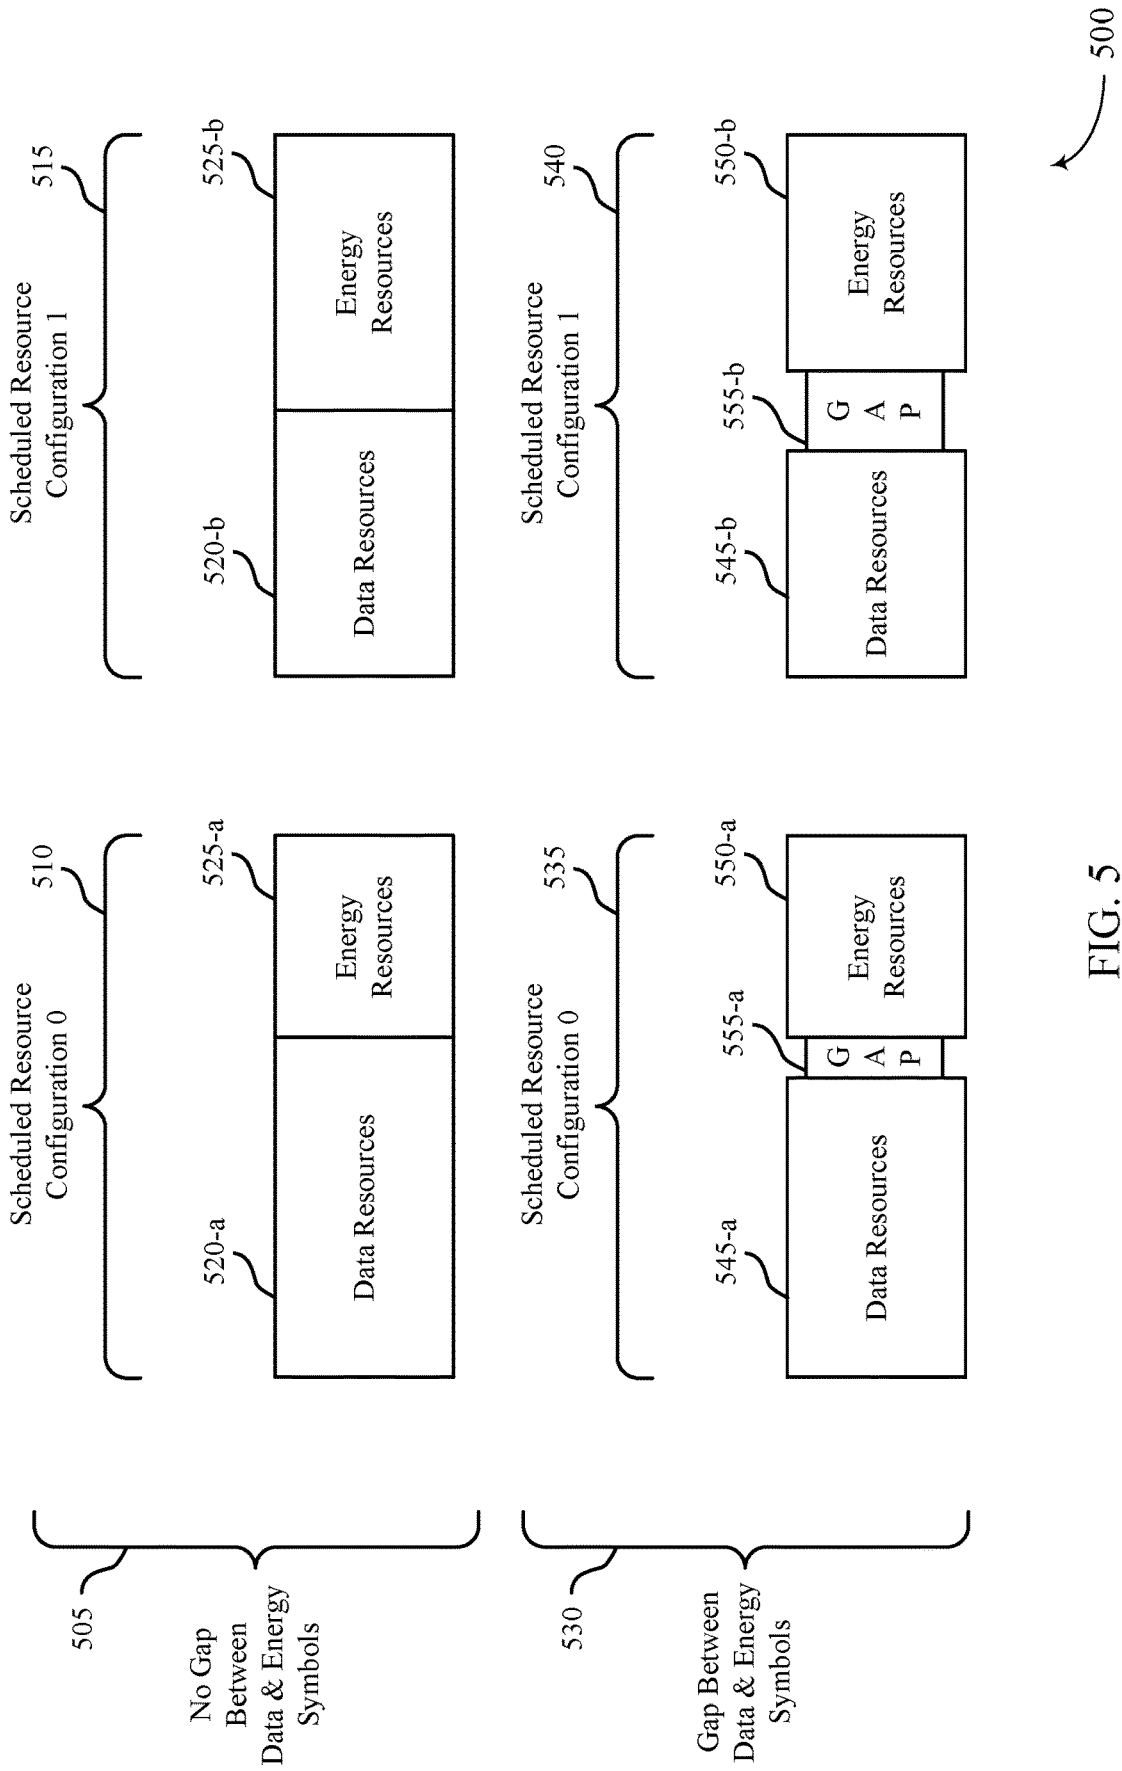 Scheduled Resource
Configuration 0
Scheduled Resource
Configuration 1
510
515
505
No Gap
Between
Data & Energy
Symbols
520-a
525-a
520-b
525-b
Data Resources
Energy
Resources
Data Resources
Energy
Resources
Scheduled Resource
Configuration 0
Scheduled Resource
Configuration 1
535
540
530
Gap Between
Data & Energy
Symbols
545-a
555-a
550-a
545-b
555-b
550-b
Data Resources
G
A
P
Energy
Resources
Data Resources
G
A
P
Energy
Resources
500
FIG. 5